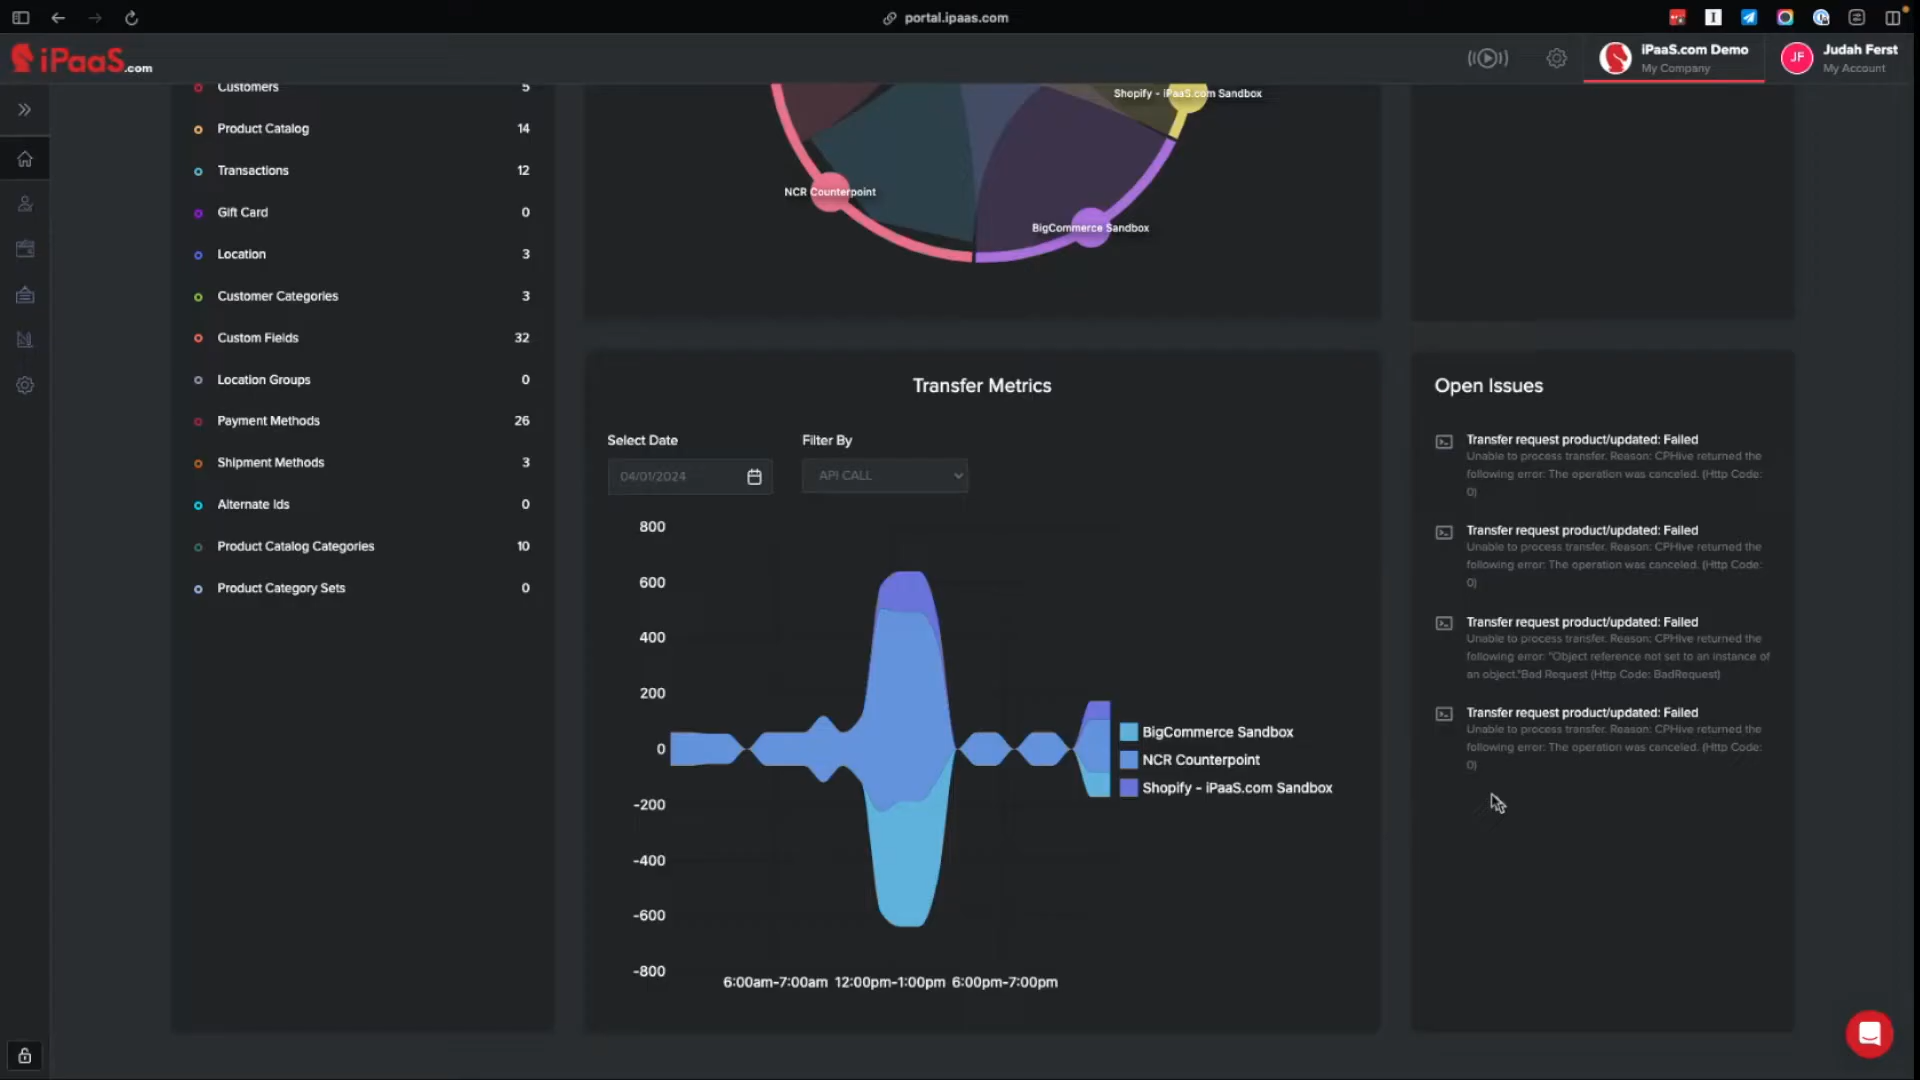 portal.ipaas.com
iPaaS.com
iPaaS.com Demo
My Company
JF
Judah Ferst
My Account
Customers 5
Product Catalog 14
Transactions 12
Gift Card 0
Location 3
Customer Categories 3
Custom Fields 32
Location Groups 0
Payment Methods 26
Shipment Methods 3
Alternate Ids 0
Product Catalog Categories 10
Product Category Sets 0
Shopify - iPaaS.com Sandbox
NCR Counterpoint
BigCommerce Sandbox
Transfer Metrics
Select Date
Filter By
04/01/2024
API CALL
800
600
400
200
0
-200
-400
-600
-800
6:00am-7:00am 12:00pm-1:00pm 6:00pm-7:00pm
BigCommerce Sandbox
NCR Counterpoint
Shopify - iPaaS.com Sandbox
Open Issues
Transfer request product/updated: Failed
Unable to process transfer. Reason: CPHive returned the
following error: The operation was canceled. (Http Code:
0)
Transfer request product/updated: Failed
Unable to process transfer. Reason: CPHive returned the
following error: The operation was canceled. (Http Code:
0)
Transfer request product/updated: Failed
Unable to process transfer. Reason: CPHive returned the
following error: "Object reference not set to an instance of
an object."Bad Request (Http Code: BadRequest)
Transfer request product/updated: Failed
Unable to process transfer. Reason: CPHive returned the
following error: The operation was canceled. (Http Code:
0)